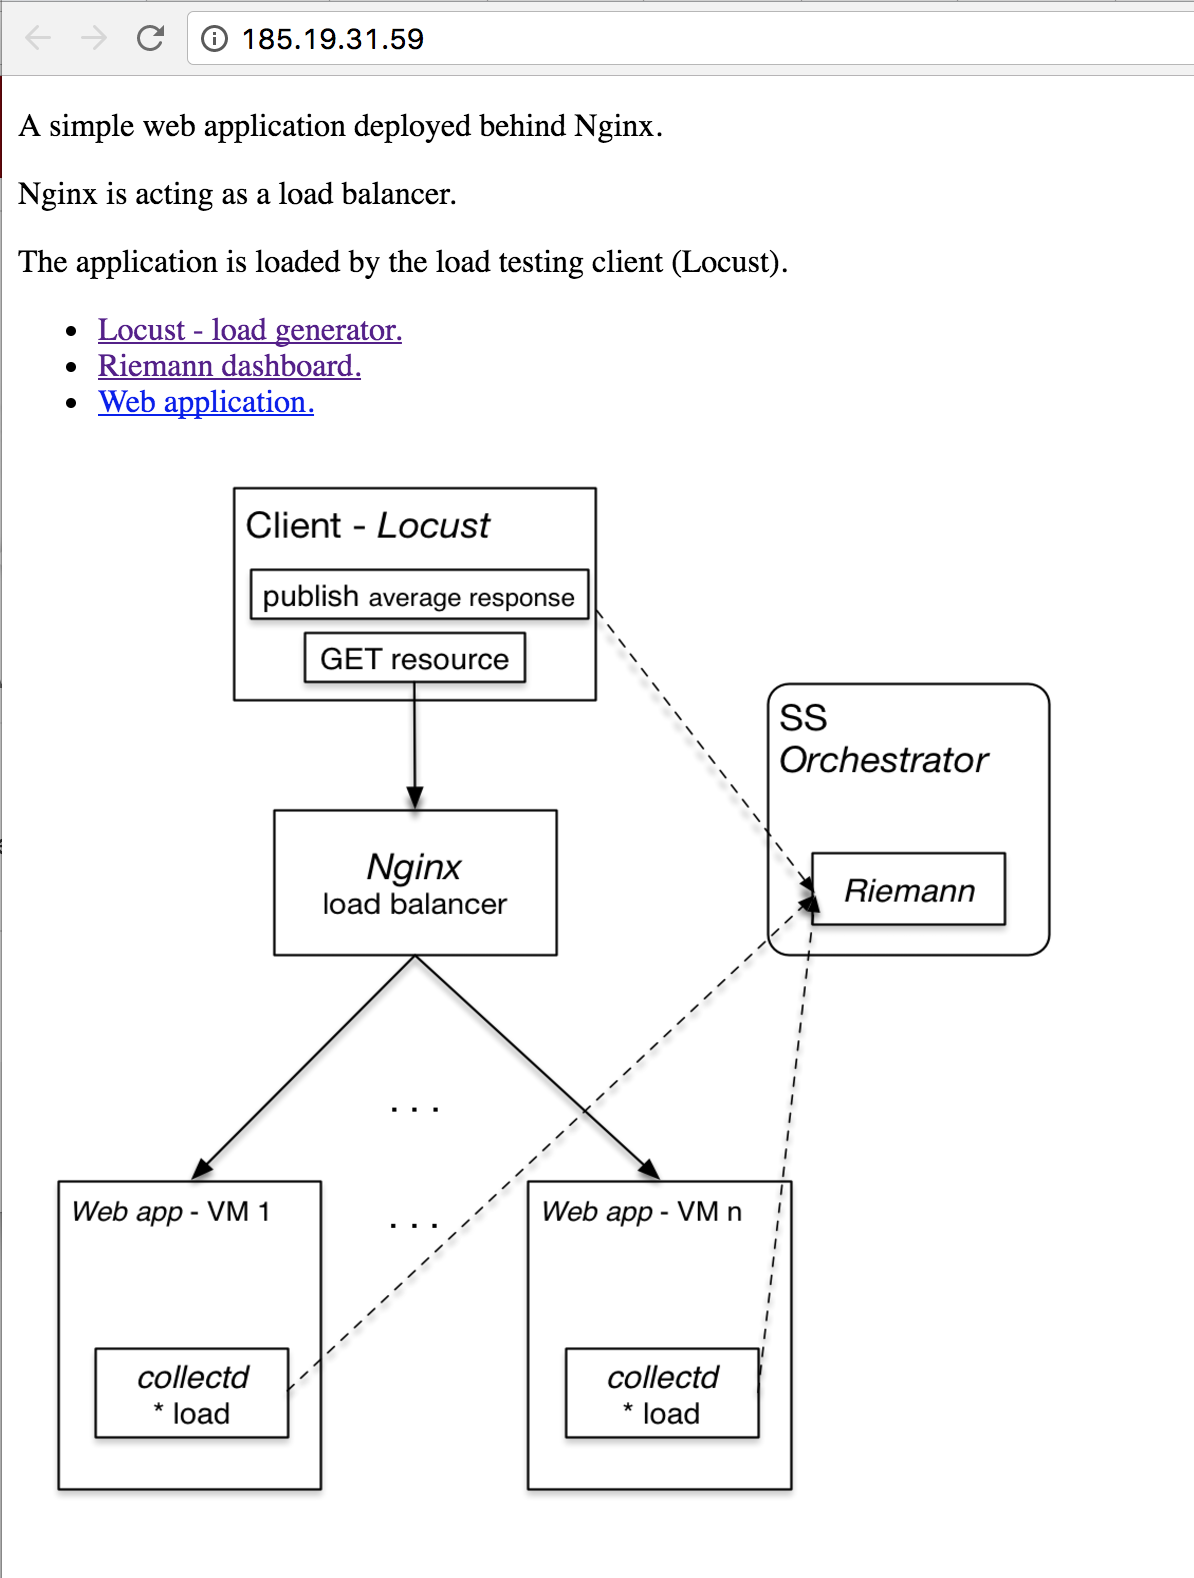 185.19.31.59
A simple web application deployed behind Nginx.
Nginx is acting as a load balancer.
The application is loaded by the load testing client (Locust).
Locust - load generator.
Riemann dashboard.
Web application.
Client - Locust
publish average response
GET resource
SS
Orchestrator
Nginx
load balancer
Riemann
. . .
Web app - VM 1
. . .
Web app - VM n
collectd
* load
collectd
* load